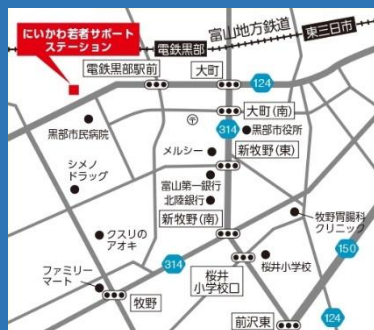 にいかわ若者サポート
ステーション
富山地方鉄道
電鉄黒部
東三日市
電鉄黒部駅前
大町
124
大町(南)
〒
黒部市民病院
314
黒部市役所
メルシー
新牧野(東)
シメノ
ドラッグ
富山第一銀行
北陸銀行
牧野胃腸科
クリニック
新牧野(南)
クスリの
アオキ
150
314
桜井
小学校口
桜井小学校
ファミリー
マート
牧野
前沢東
124